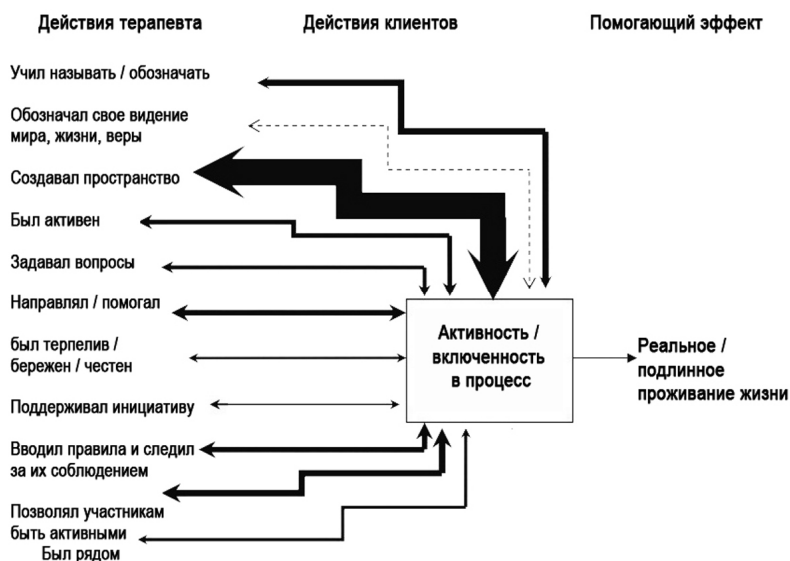 Действия терапевта
Действия клиентов
Помогающий эффект
Учил называть / обозначать
Обозначал свое видение
мира, жизни, веры
Создавал пространство
Был активен
Задавал вопросы
Направлял / помогал
был терпелив /
бережен / честен
Поддерживал инициативу
Вводил правила и следил
за их соблюдением
Позволял участникам
быть активными
Был рядом
Активность /
включенность
в процесс
Реальное /
подлинное
проживание жизни